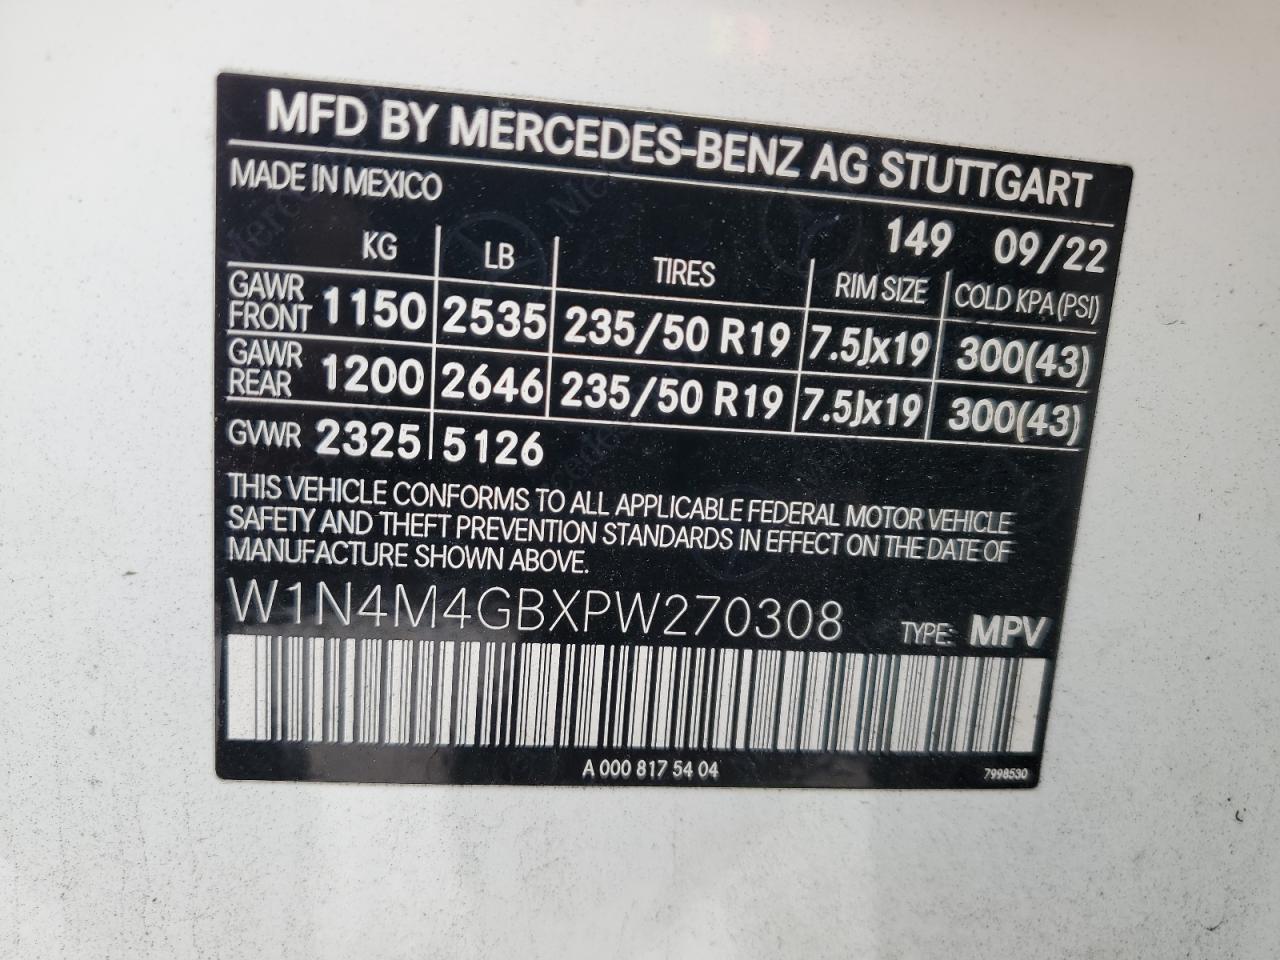 MFD BY MERCEDES-BENZ AG STUTTGART
MADE IN MEXICO
149 09/22
KG LB TIRES RIM SIZE COLD KPA (PSI)
GAWR FRONT 1150 2535 235/50 R19 7.5Jx19 300(43)
GAWR REAR 1200 2646 235/50 R19 7.5Jx19 300(43)
GVWR 2325 5126
THIS VEHICLE CONFORMS TO ALL APPLICABLE FEDERAL MOTOR VEHICLE
SAFETY AND THEFT PREVENTION STANDARDS IN EFFECT ON THE DATE OF
MANUFACTURE SHOWN ABOVE.
W1N4M4GBXPW270308 TYPE: MPV
A 000 817 54 04
7998530